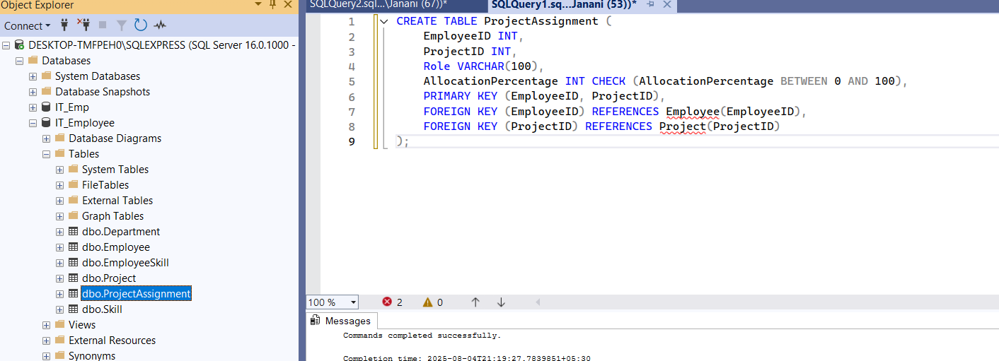 Object Explorer
Connect
DESKTOP-TMFPEH0\SQLEXPRESS (SQL Server 16.0.1000 -
Databases
System Databases
Database Snapshots
IT_Emp
IT_Employee
Database Diagrams
Tables
System Tables
FileTables
External Tables
Graph Tables
dbo.Department
dbo.Employee
dbo.EmployeeSkill
dbo.Project
dbo.ProjectAssignment
dbo.Skill
Views
External Resources
Synonyms
SQLQuery2.sql...\Janani (67))*
SQLQuery1.sq...Janani (53))*
1 CREATE TABLE ProjectAssignment (
2 EmployeeID INT,
3 ProjectID INT,
4 Role VARCHAR(100),
5 AllocationPercentage INT CHECK (AllocationPercentage BETWEEN 0 AND 100),
6 PRIMARY KEY (EmployeeID, ProjectID),
7 FOREIGN KEY (EmployeeID) REFERENCES Employee(EmployeeID),
8 FOREIGN KEY (ProjectID) REFERENCES Project(ProjectID)
9 );
100 % 2 0
Messages
Commands completed successfully.
Completion time: 2025-08-04T21:19:27.7839851+05:30